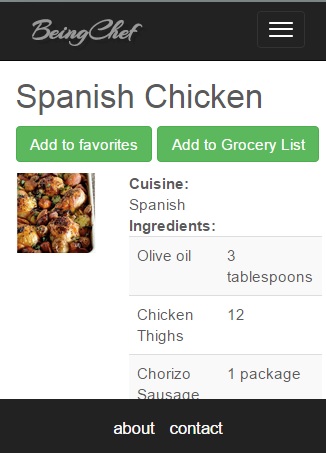 BeingChef
Spanish Chicken
Add to favorites Add to Grocery List
Cuisine:
Spanish
Ingredients:
Olive oil 3
tablespoons
Chicken 12
Thighs
Chorizo 1 package
Sausage
about contact